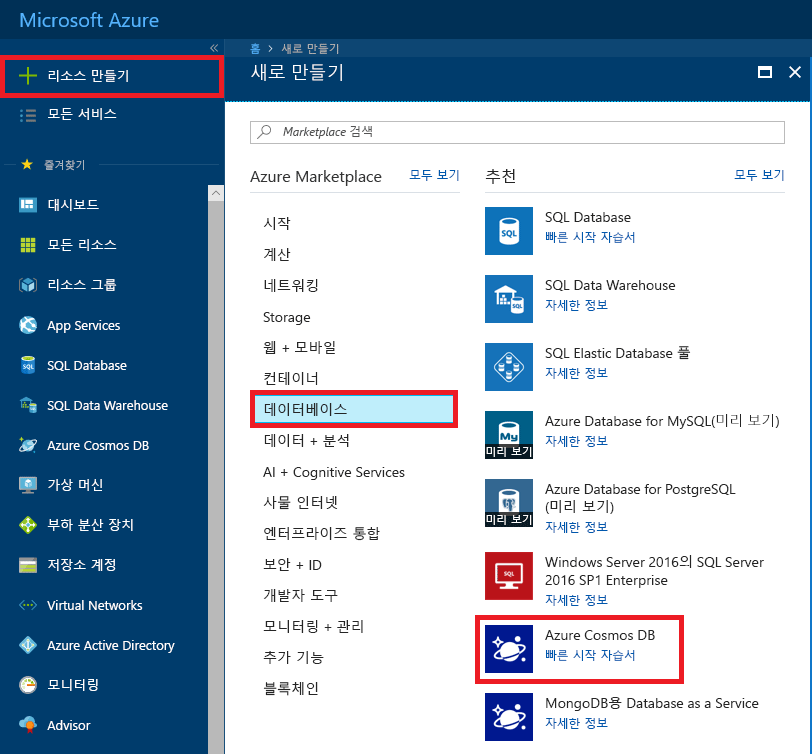 Microsoft Azure
«
리소스 만들기
모든 서비스
즐겨찾기
대시보드
모든 리소스
리소스 그룹
App Services
SQL Database
SQL Data Warehouse
Azure Cosmos DB
가상 머신
부하 분산 장치
저장소 계정
Virtual Networks
Azure Active Directory
모니터링
Advisor
홈 > 새로 만들기
새로 만들기
Marketplace 검색
Azure Marketplace 모두 보기
시작
계산
네트워킹
Storage
웹 + 모바일
컨테이너
데이터베이스
데이터 + 분석
AI + Cognitive Services
사물 인터넷
엔터프라이즈 통합
보안 + ID
개발자 도구
모니터링 + 관리
추가 기능
블록체인
추천 모두 보기
SQL
SQL Database
빠른 시작 자습서
SQL
SQL Data Warehouse
자세한 정보
SQL Elastic Database 풀
자세한 정보
My
미리 보기
Azure Database for MySQL(미리 보기)
자세한 정보
미리 보기
Azure Database for PostgreSQL
(미리 보기)
자세한 정보
SQL
Windows Server 2016의 SQL Server
2016 SP1 Enterprise
자세한 정보
Azure Cosmos DB
빠른 시작 자습서
MongoDB용 Database as a Service
자세한 정보